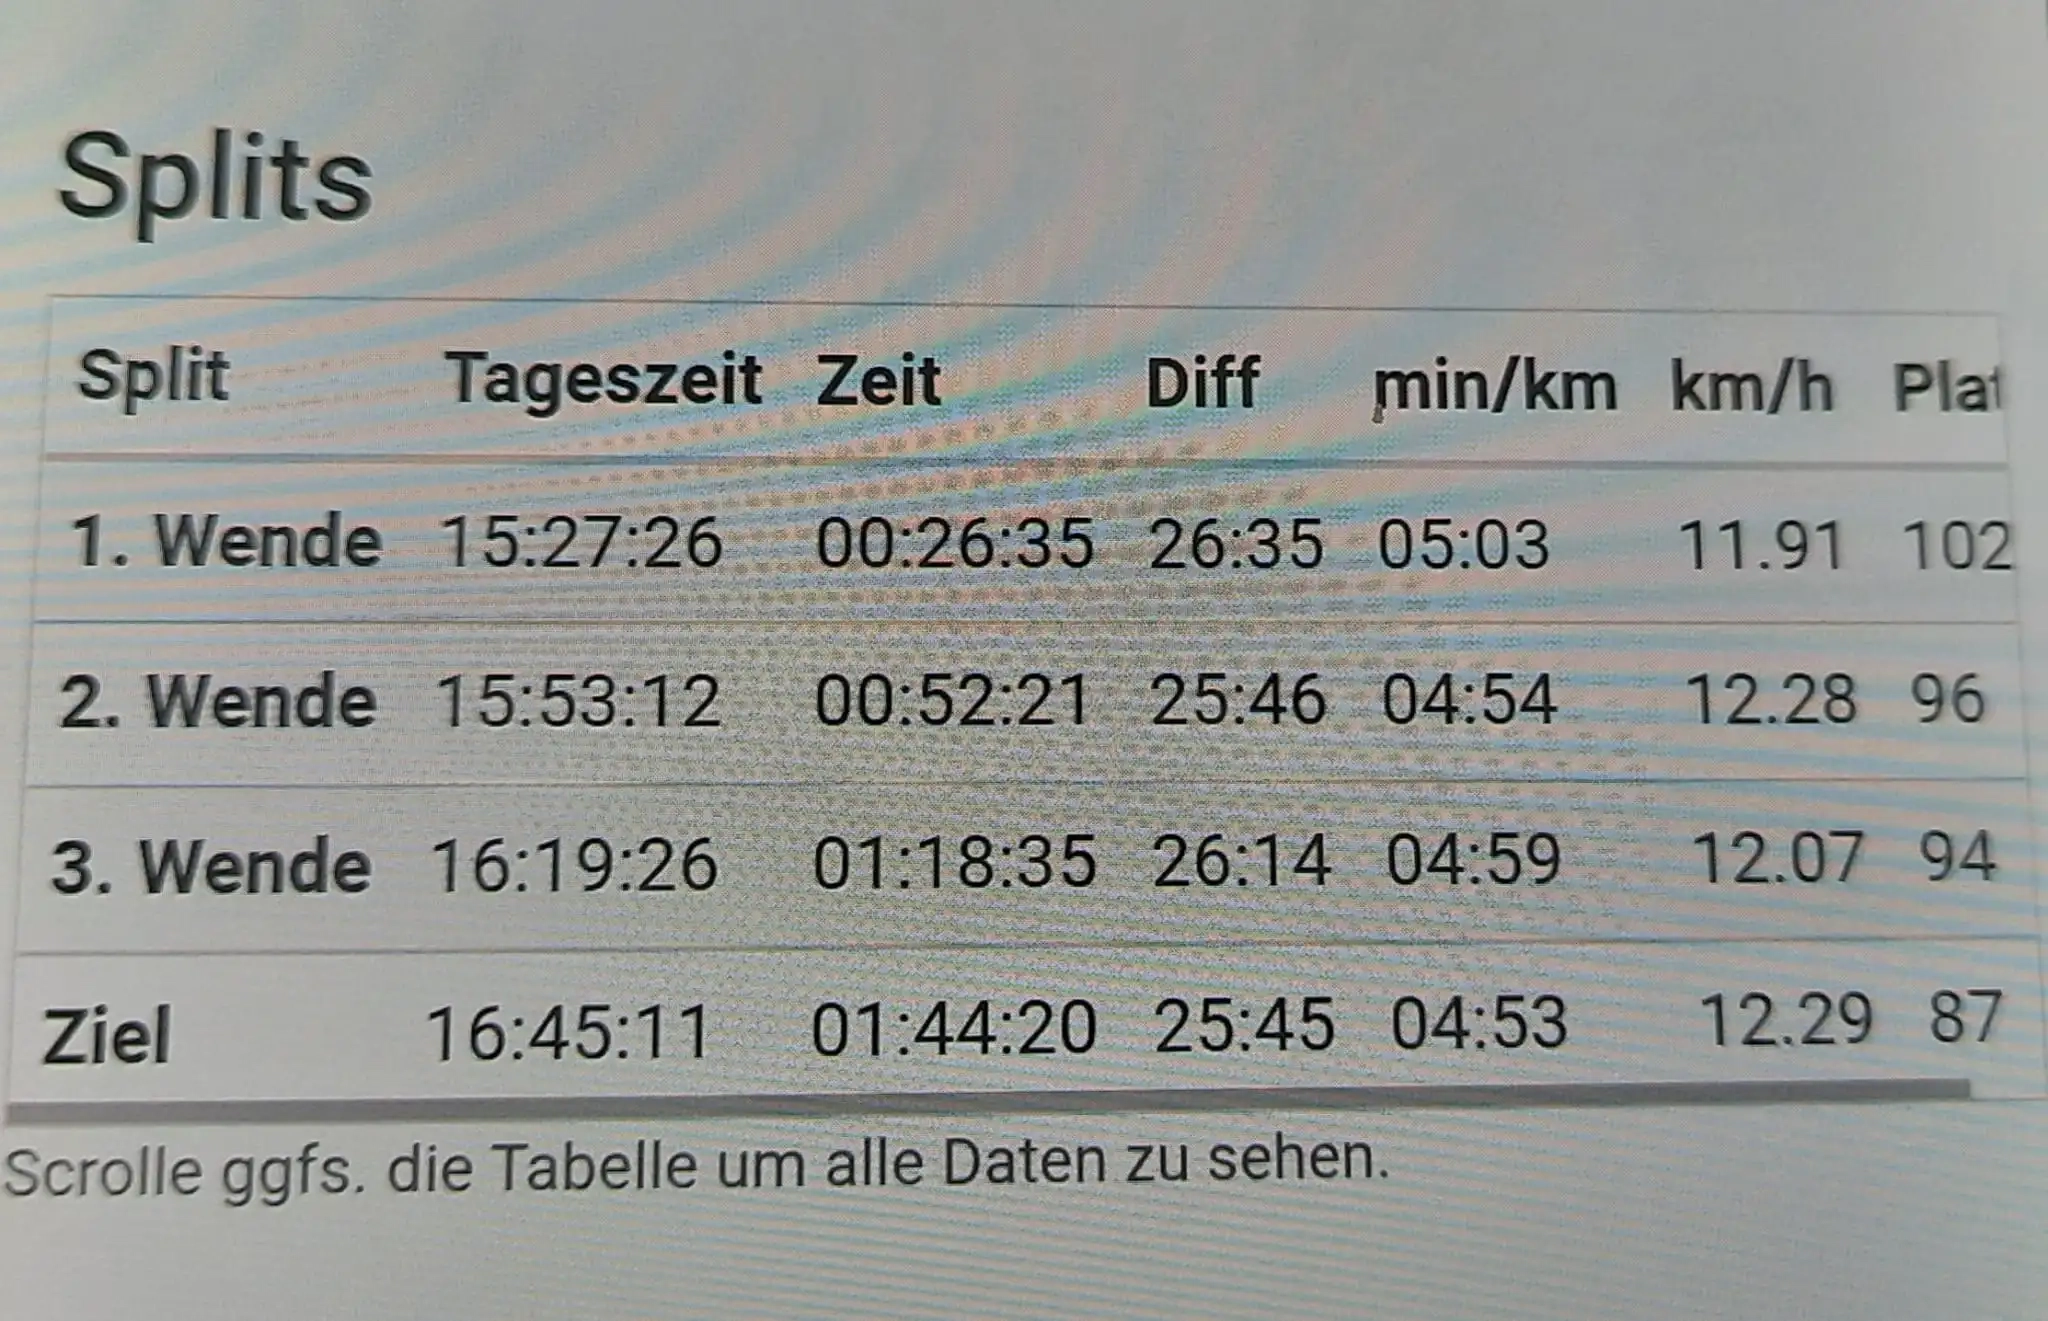 Splits
Split Tageszeit Zeit Diff min/km km/h Plat
1. Wende 15:27:26 00:26:35 26:35 05:03 11.91 102
2. Wende 15:53:12 00:52:21 25:46 04:54 12.28 96
3. Wende 16:19:26 01:18:35 26:14 04:59 12.07 94
Ziel 16:45:11 01:44:20 25:45 04:53 12.29 87
Scrolle ggfs. die Tabelle um alle Daten zu sehen.